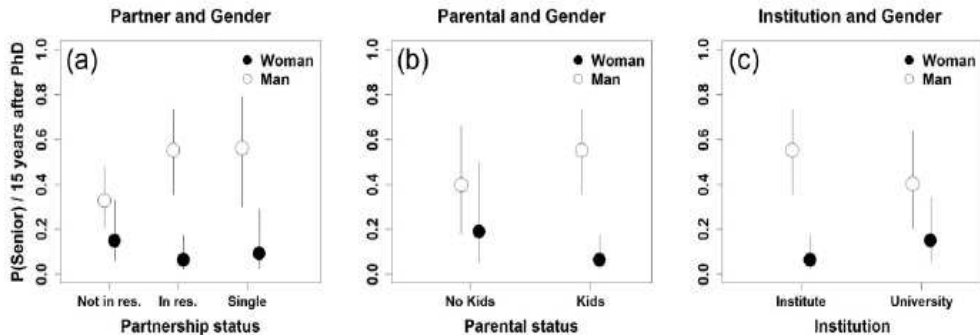 Partner and Gender
Parental and Gender
Institution and Gender
P(Senior) / 15 years after PhD
(a)
Woman
Man
1.0
0.8
0.6
0.4
0.2
0.0
Not in res. In res. Single
Partnership status
(b)
Woman
Man
1.0
0.8
0.6
0.4
0.2
0.0
No Kids Kids
Parental status
(c)
Woman
Man
1.0
0.8
0.6
0.4
0.2
0.0
Institute University
Institution